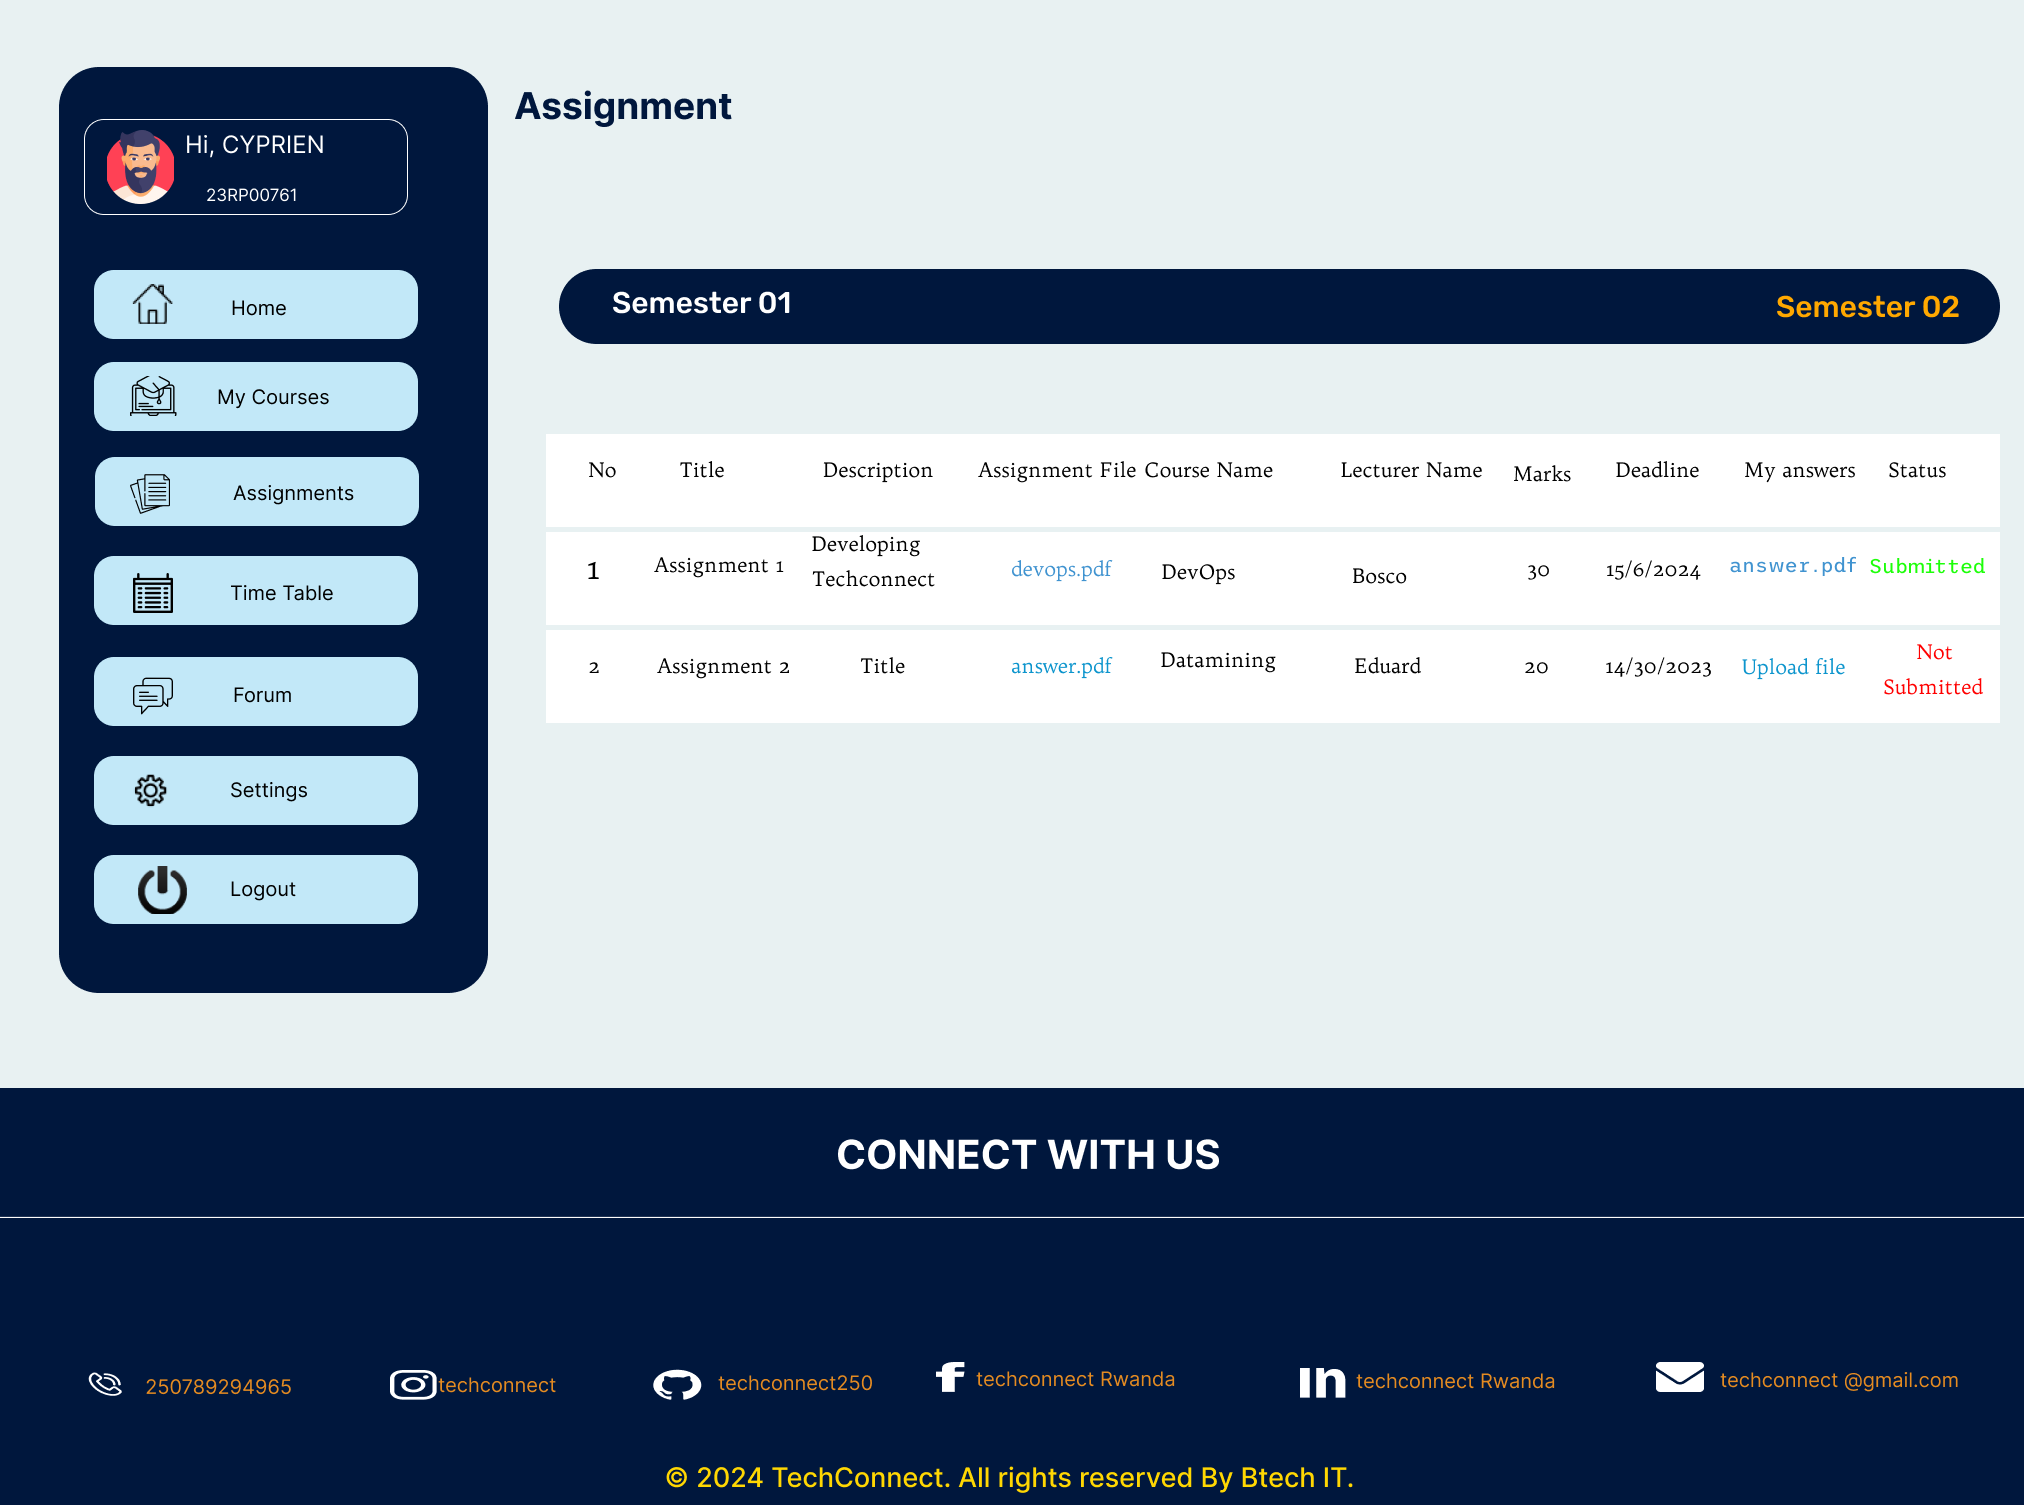 Hi, CYPRIEN
23RP00761
Home
My Courses
Assignments
Time Table
Forum
Settings
Logout
Assignment
Semester 01 Semester 02
No Title Description Assignment File Course Name Lecturer Name Marks Deadline My answers Status
1 Assignment 1 Developing Techconnect devops.pdf DevOps Bosco 30 15/6/2024 answer.pdf Submitted
2 Assignment 2 Title answer.pdf Datamining Eduard 20 14/30/2023 Upload file Not Submitted
CONNECT WITH US
250789294965 techconnect techconnect250 techconnect Rwanda techconnect Rwanda techconnect @gmail.com
© 2024 TechConnect. All rights reserved By Btech IT.